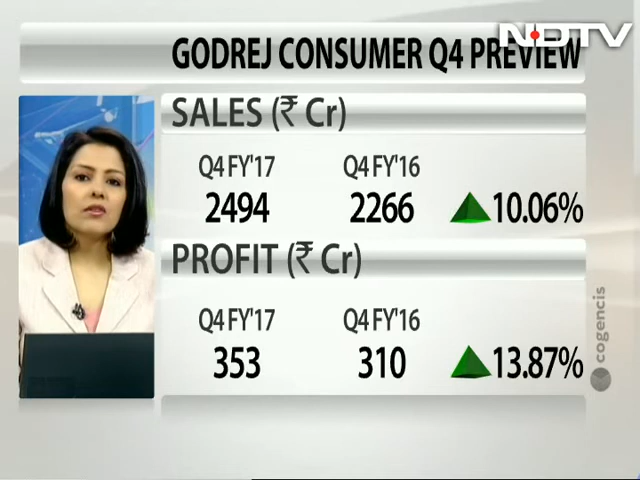 NDTV
GODREJ CONSUMER Q4 PREVIEW
SALES (₹ Cr)
Q4 FY'17 Q4 FY'16
2494 2266 10.06%
PROFIT (₹ Cr)
Q4 FY'17 Q4 FY'16
353 310 13.87%
cogencis